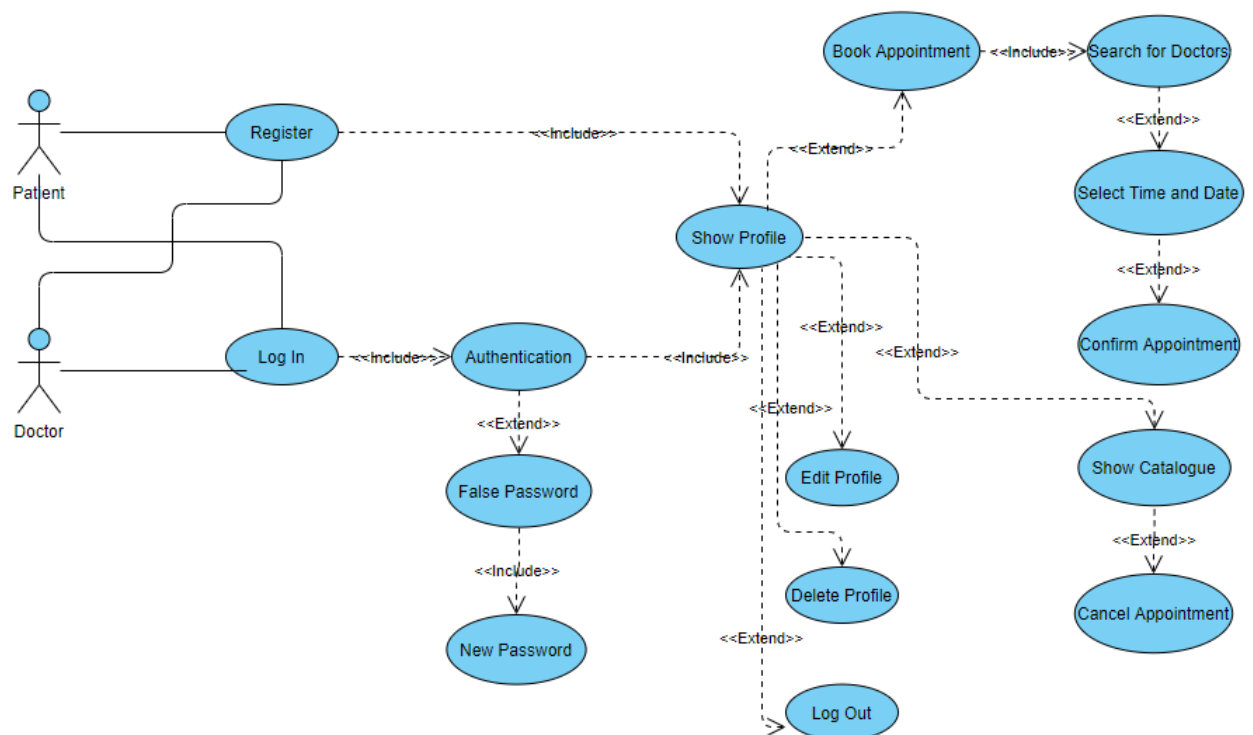 Book Appointment
<<Include>>
Search for Doctors
<<Extend>>
Register
<<Include>>
<<Extend>>
Patient
Select Time and Date
Show Profile
<<Extend>>
<<Extend>>
Confirm Appointment
<<Extend>>
Log In
<<Include>>
Authentication
<<Include>>
Doctor
<<Extend>>
<<Extend>>
Show Catalogue
False Password
Edit Profile
<<Extend>>
<<Include>>
Delete Profile
Cancel Appointment
New Password
<<Extend>>
Log Out